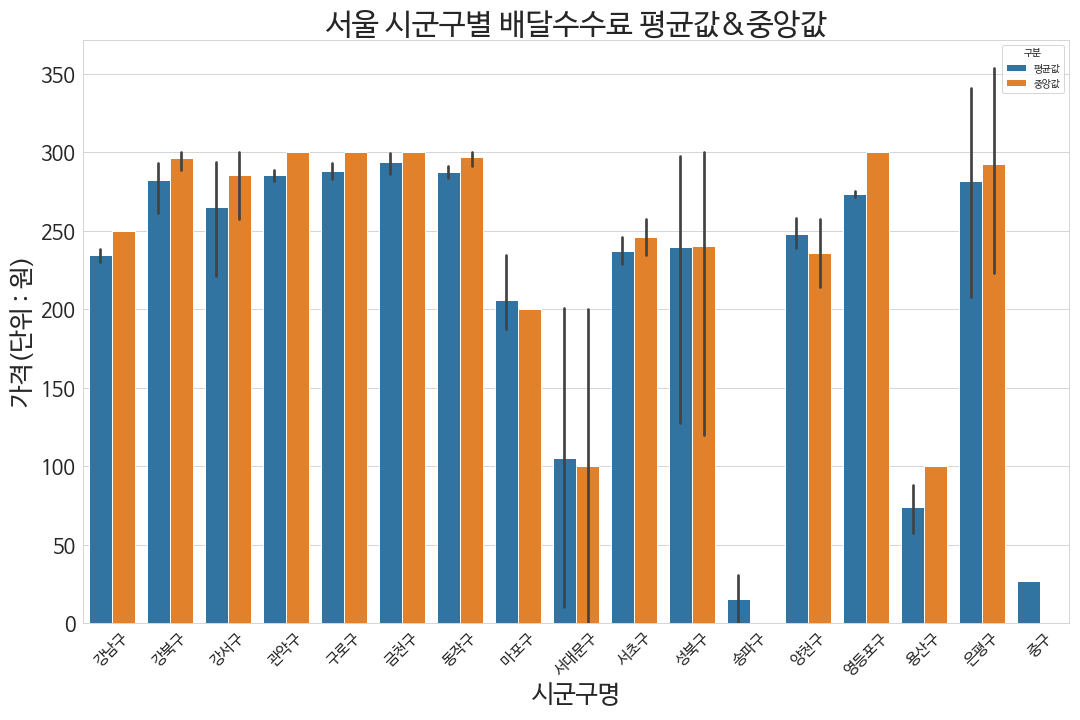 서울 시군구별 배달수수료 평균값&중앙값
구분
평균값
중앙값
가격(단위 : 원)
350
300
250
200
150
100
50
0
강남구
강북구
강서구
관악구
구로구
금천구
동작구
마포구
서대문구
서초구
성북구
송파구
양천구
영등포구
용산구
은평구
중구
시군구명